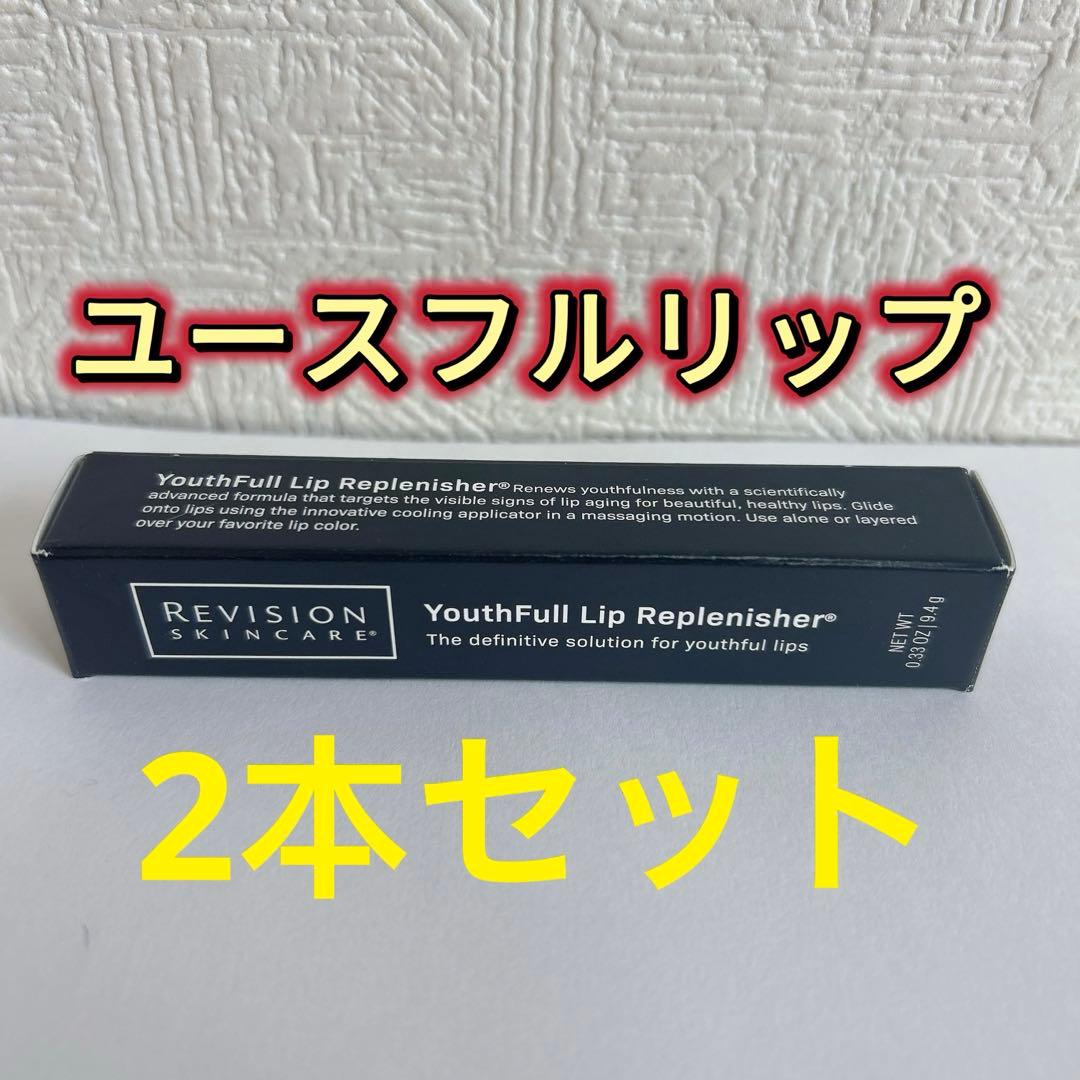 ユースフルリップ
YouthFull Lip Replenisher® Renews youthfulness with a scientifically
advanced formula that targets the visible signs of lip aging for beautiful, healthy lips. Glide
onto lips using the innovative cooling applicator in a massaging motion. Use alone or layered
over your favorite lip color.
REVISION
SKINCARE®
YouthFull Lip Replenisher®
The definitive solution for youthful lips
NET WT
0.33 OZ | 9.4 g
2本セット